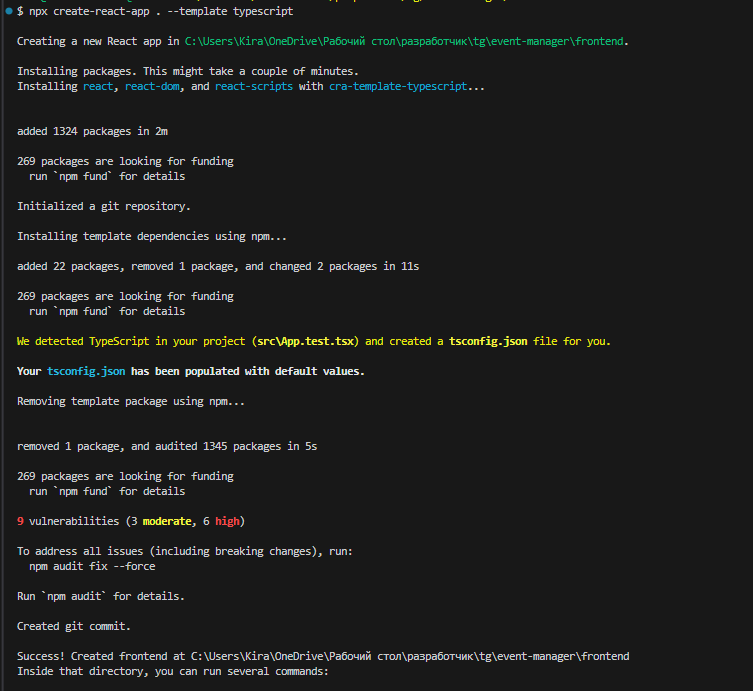 $ npx create-react-app . --template typescript
Creating a new React app in C:\Users\Kira\OneDrive\Рабочий стол\разработчик\tg\event-manager\frontend.
Installing packages. This might take a couple of minutes.
Installing react, react-dom, and react-scripts with cra-template-typescript...
added 1324 packages in 2m
269 packages are looking for funding
run `npm fund` for details
Initialized a git repository.
Installing template dependencies using npm...
added 22 packages, removed 1 package, and changed 2 packages in 11s
269 packages are looking for funding
run `npm fund` for details
We detected TypeScript in your project (src\App.test.tsx) and created a tsconfig.json file for you.
Your tsconfig.json has been populated with default values.
Removing template package using npm...
removed 1 package, and audited 1345 packages in 5s
269 packages are looking for funding
run `npm fund` for details
9 vulnerabilities (3 moderate, 6 high)
To address all issues (including breaking changes), run:
npm audit fix --force
Run `npm audit` for details.
Created git commit.
Success! Created frontend at C:\Users\Kira\OneDrive\Рабочий стол\разработчик\tg\event-manager\frontend
Inside that directory, you can run several commands: